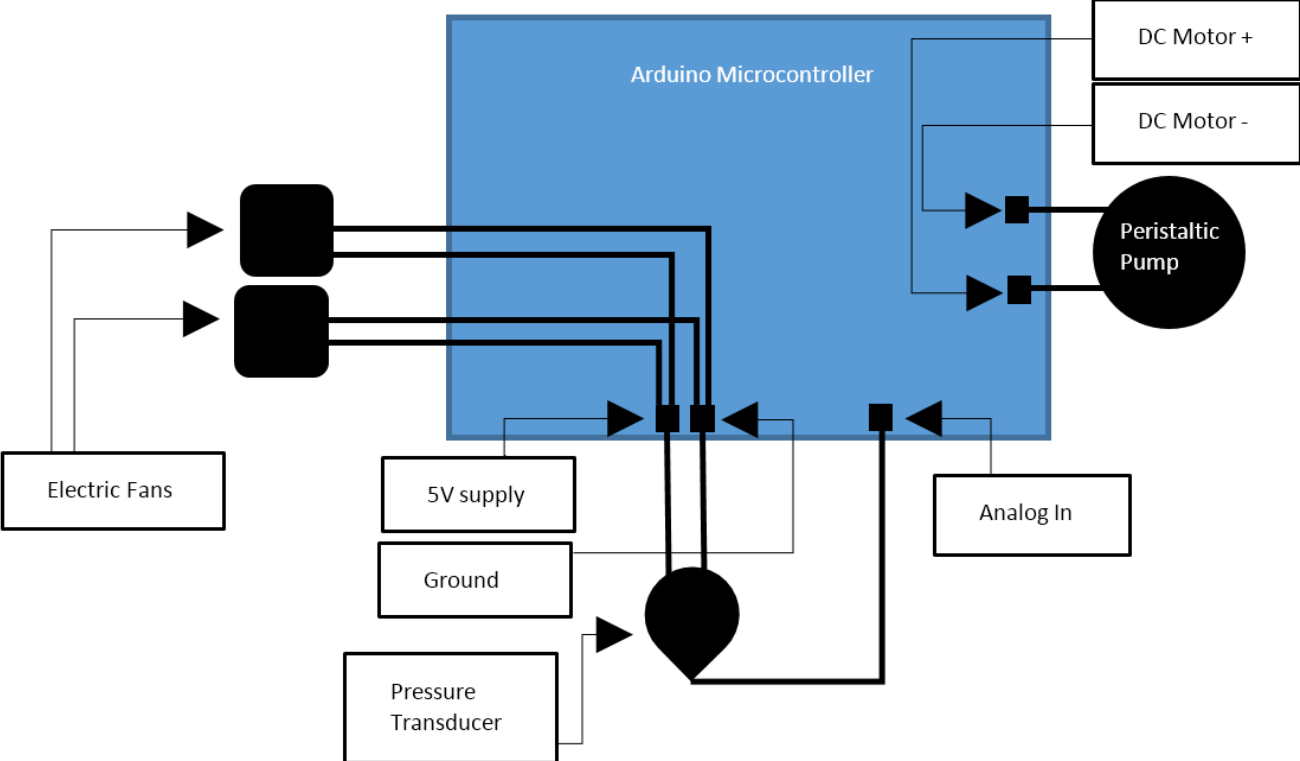 DC Motor +
Arduino Microcontroller
DC Motor -
Peristaltic
Pump
Electric Fans
5V supply
Analog In
Ground
Pressure
Transducer